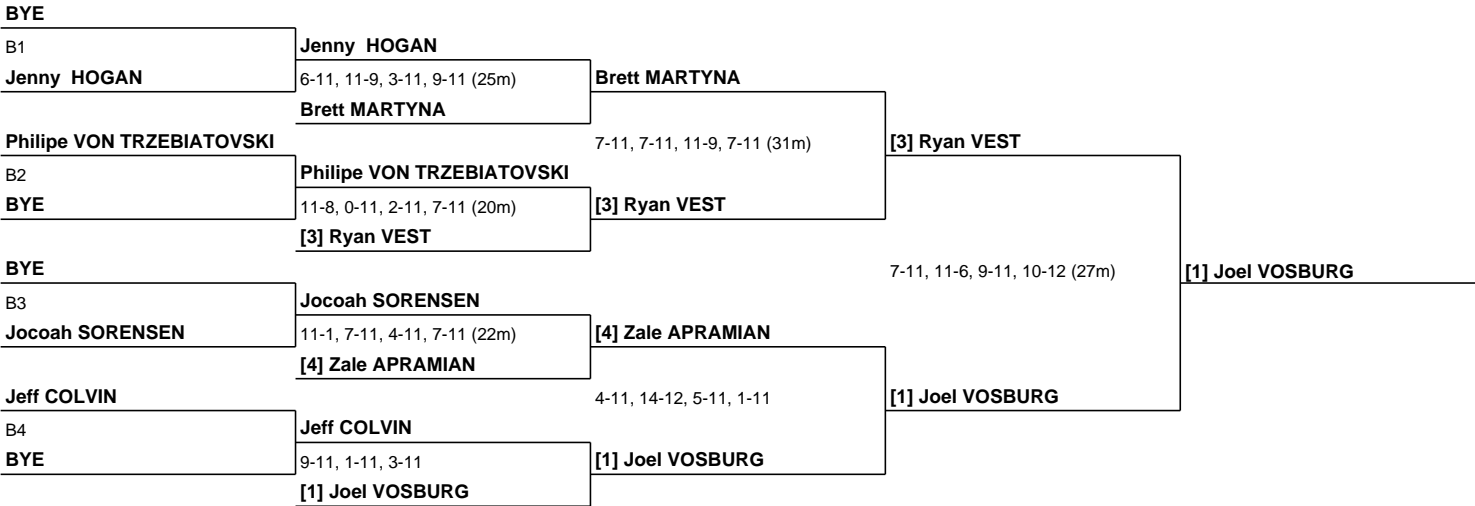 BYE
B1
Jenny HOGAN
Jenny HOGAN
6-11, 11-9, 3-11, 9-11 (25m)
Brett MARTYNA
Brett MARTYNA
Philipe VON TRZEBIATOVSKI
7-11, 7-11, 11-9, 7-11 (31m)
[3] Ryan VEST
B2
Philipe VON TRZEBIATOVSKI
BYE
11-8, 0-11, 2-11, 7-11 (20m)
[3] Ryan VEST
[3] Ryan VEST
BYE
7-11, 11-6, 9-11, 10-12 (27m)
[1] Joel VOSBURG
B3
Jocoah SORENSEN
Jocoah SORENSEN
11-1, 7-11, 4-11, 7-11 (22m)
[4] Zale APRAMIAN
[4] Zale APRAMIAN
Jeff COLVIN
4-11, 14-12, 5-11, 1-11
[1] Joel VOSBURG
B4
Jeff COLVIN
BYE
9-11, 1-11, 3-11
[1] Joel VOSBURG
[1] Joel VOSBURG